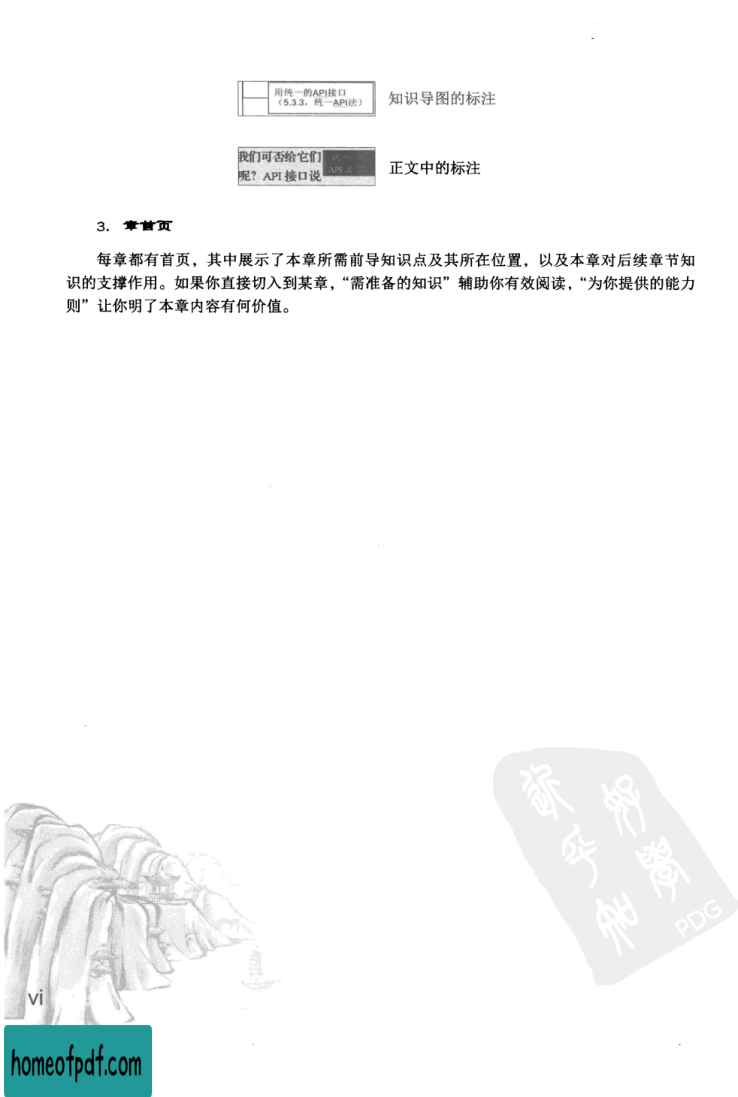 用统一的API接口
（5.3.3。统一API法）
知识导图的标注
我们可否给它们
呢？API 接口说
正文中的标注
3. 章首页
每章都有首页，其中展示了本章所需前导知识点及其所在位置，以及本章对后续章节知
识的支撑作用。如果你直接切入到某章，“需准备的知识”辅助你有效阅读，“为你提供的能力
则”让你明了本章内容有何价值。
PDG
vi
homeofpdf.com